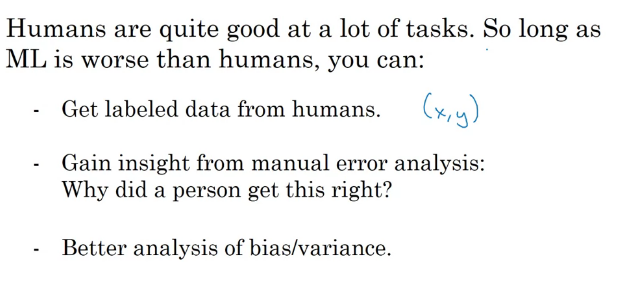 Humans are quite good at a lot of tasks. So long as
ML is worse than humans, you can:
- Get labeled data from humans. (x,y)
- Gain insight from manual error analysis:
Why did a person get this right?
- Better analysis of bias/variance.